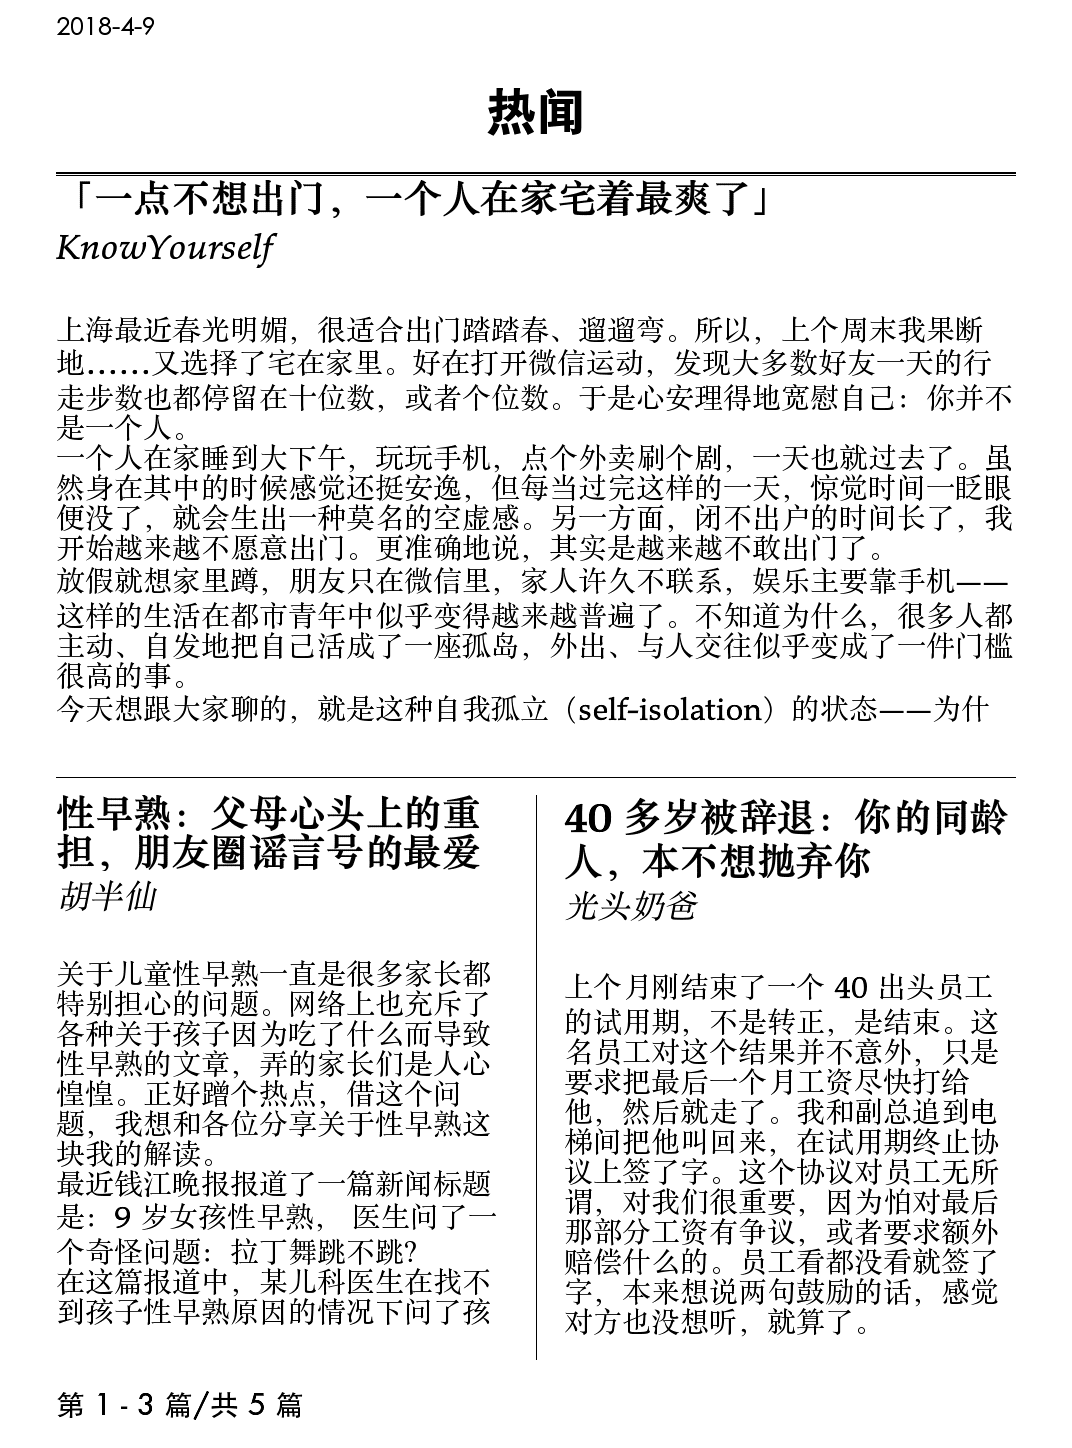 2018-4-9
热闻
「一点不想出门，一个人在家宅着最爽了」
KnowYourself
上海最近春光明媚，很适合出门踏踏春、遛遛弯。所以，上个周末我果断
地……又选择了宅在家里。好在打开微信运动，发现大多数好友一天的行
走步数也都停留在十位数，或者个位数。于是心安理得地宽慰自己：你并不
是一个人。
一个人在家睡到大下午，玩玩手机，点个外卖刷个剧，一天也就过去了。虽
然身在其中的时候感觉还挺安逸，但每当过完这样的一天，惊觉时间一眨眼
便没了，就会生出一种莫名的空虚感。另一方面，闭不出户的时间长了，我
开始越来越不愿意出门。更准确地说，其实是越来越不敢出门了。
放假就想家里蹲，朋友只在微信里，家人许久不联系，娱乐主要靠手机——
这样的生活在都市青年中似乎变得越来越普遍了。不知道为什么，很多人都
主动、自发地把自己活成了一座孤岛，外出、与人交往似乎变成了一件门槛
很高的事。
今天想跟大家聊的，就是这种自我孤立（self-isolation）的状态——为什
性早熟：父母心头上的重
担，朋友圈谣言号的最爱
胡半仙
关于儿童性早熟一直是很多家长都
特别担心的问题。网络上也充斥了
各种关于孩子因为吃了什么而导致
性早熟的文章，弄的家长们是人心
惶惶。正好蹭个热点，借这个问
题，我想和各位分享关于性早熟这
块我的解读。
最近钱江晚报报道了一篇新闻标题
是：9 岁女孩性早熟， 医生问了一
个奇怪问题：拉丁舞跳不跳？
在这篇报道中，某儿科医生在找不
到孩子性早熟原因的情况下问了孩
40 多岁被辞退：你的同龄
人，本不想抛弃你
光头奶爸
上个月刚结束了一个 40 出头员工
的试用期，不是转正，是结束。这
名员工对这个结果并不意外，只是
要求把最后一个月工资尽快打给
他，然后就走了。我和副总追到电
梯间把他叫回来，在试用期终止协
议上签了字。这个协议对员工无所
谓，对我们很重要，因为怕对最后
那部分工资有争议，或者要求额外
赔偿什么的。员工看都没看就签了
字，本来想说两句鼓励的话，感觉
对方也没想听，就算了。
第 1 - 3 篇/共 5 篇